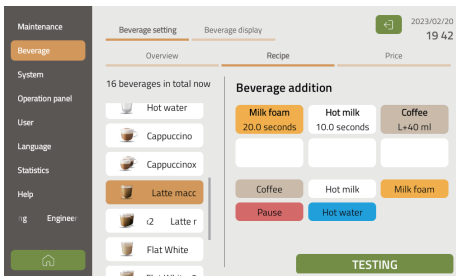 Maintenance
Beverage
System
Operation panel
User
Language
Statistics
Help
ng Engineer
Beverage setting
Beverage display
2023/02/20
19 42
Overview
Recipe
Price
16 beverages in total now
Hot water
Cappuccino
Cappuccinox
Latte macc
x2 Latte r
Flat White
Beverage addition
Milk foam
20.0 seconds
Hot milk
10.0 seconds
Coffee
L+40 ml
Coffee
Hot milk
Milk foam
Pause
Hot water
TESTING